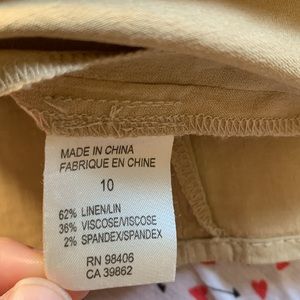 MADE IN CHINA
FABRIQUE EN CHINE
10
62% LINEN/LIN
36% VISCOSE/VISCOSE
2% SPANDEX/SPANDEX
RN 98406
CA 39862